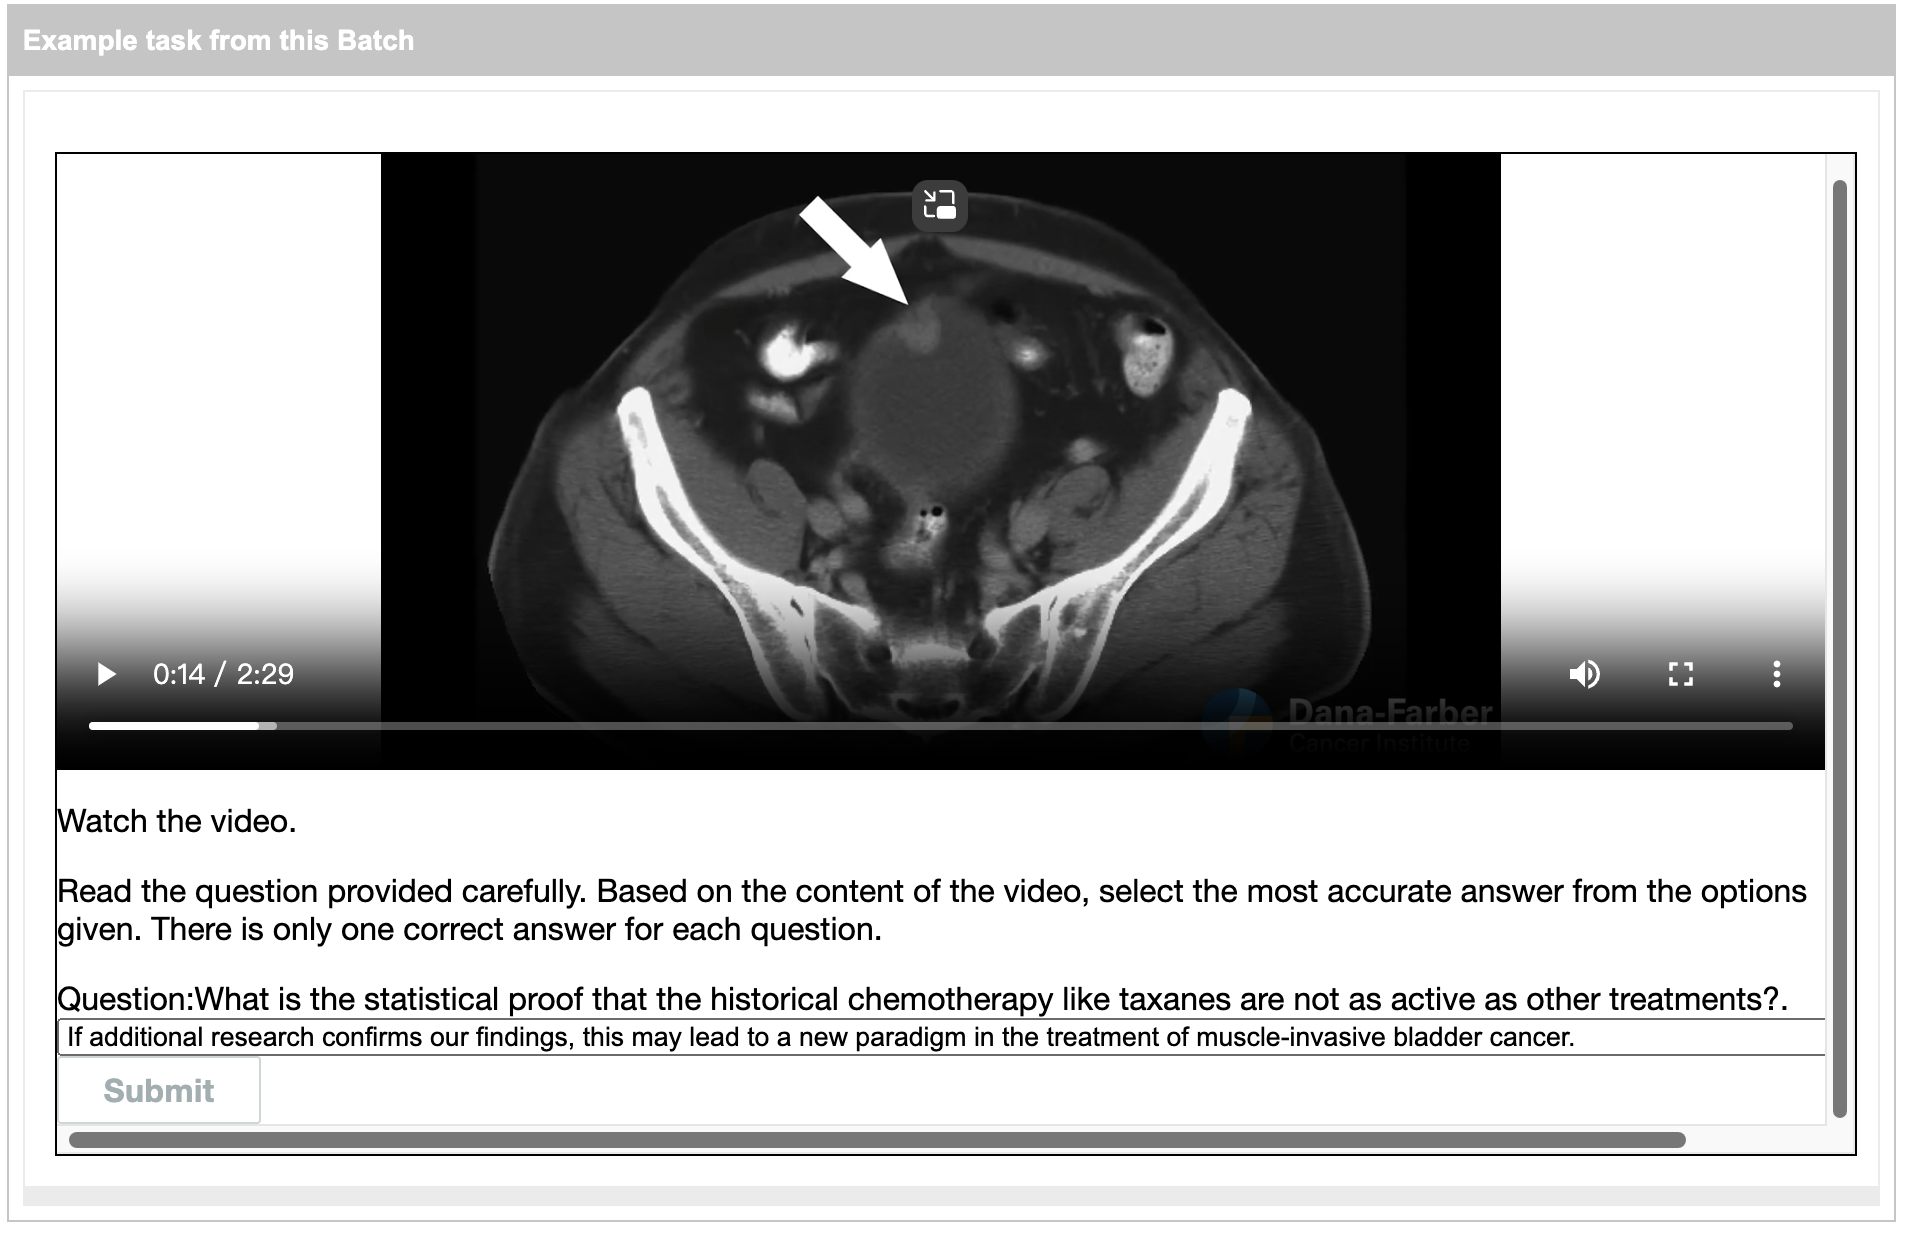 Example task from this Batch
0:14 / 2:29
Dana-Farber
Cancer Institute
Watch the video.
Read the question provided carefully. Based on the content of the video, select the most accurate answer from the options
given. There is only one correct answer for each question.
Question:What is the statistical proof that the historical chemotherapy like taxanes are not as active as other treatments?.
If additional research confirms our findings, this may lead to a new paradigm in the treatment of muscle-invasive bladder cancer.
Submit